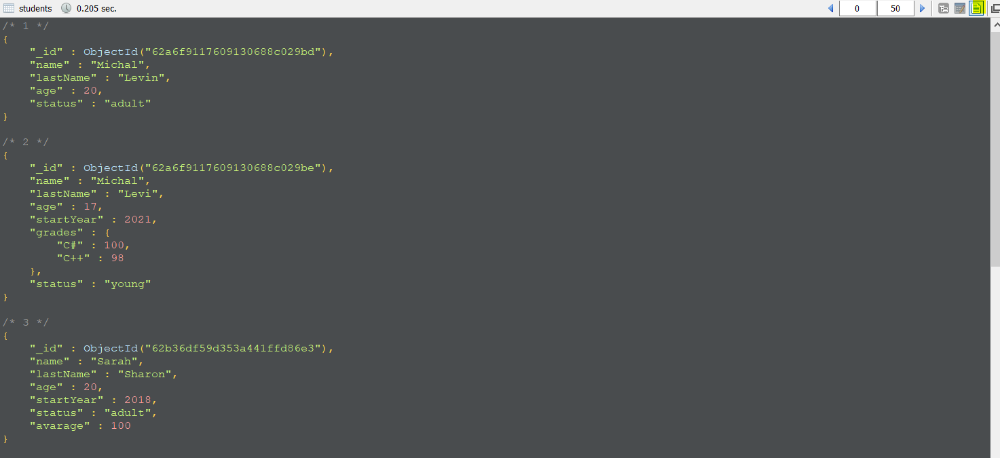 students 0.205 sec. 0 50
/* 1 */
{
    "_id" : ObjectId("62a6f9117609130688c029bd"),
    "name" : "Michal",
    "lastName" : "Levin",
    "age" : 20,
    "status" : "adult"
}
/* 2 */
{
    "_id" : ObjectId("62a6f9117609130688c029be"),
    "name" : "Michal",
    "lastName" : "Levi",
    "age" : 17,
    "startYear" : 2021,
    "grades" : {
        "C#" : 100,
        "C++" : 98
    },
    "status" : "young"
}
/* 3 */
{
    "_id" : ObjectId("62b36df59d353a441ffd86e3"),
    "name" : "Sarah",
    "lastName" : "Sharon",
    "age" : 20,
    "startYear" : 2018,
    "status" : "adult",
    "avarage" : 100
}